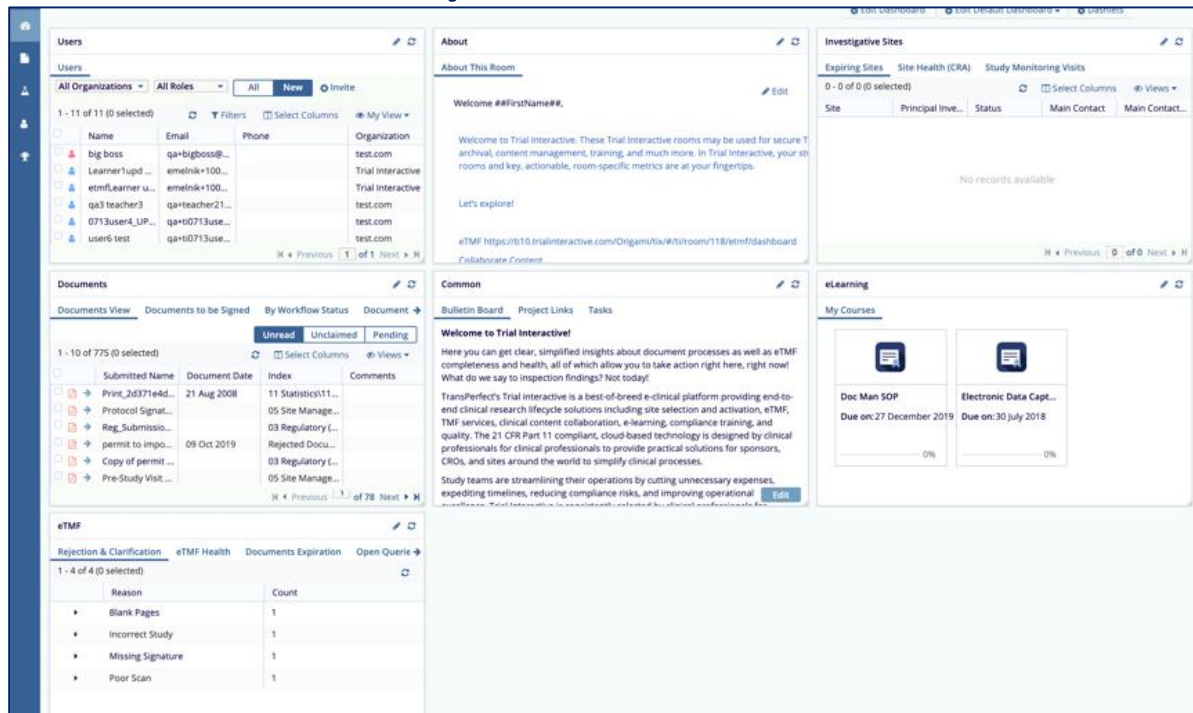 Edit Dashboard Edit Default Dashboard Dashlets
Users
Users
All Organizations All Roles All New Invite
1 - 11 of 11 (0 selected) Filters Select Columns My View
Name Email Phone Organization
big boss qa+bigboss@... test.com
Learner1upd ... emelnik+100... Trial Interactive
etmfLearner u... emelnik+100... Trial Interactive
qa3 teacher3 qa+teacher21... test.com
0713user4_UP... qa+ti0713use... test.com
user6 test qa+ti0713use... test.com
Previous 1 of 1 Next
About
About This Room
Edit
Welcome ##FirstName##,
Welcome to Trial Interactive. These Trial Interactive rooms may be used for secure T
archival, content management, training, and much more. In Trial Interactive, your stu
rooms and key, actionable, room-specific metrics are at your fingertips.
Let's explore!
eTMF https://ti10.trialinteractive.com/Origami/tix/#/ti/room/118/etmf/dashboard
Collaborate Content
Investigative Sites
Expiring Sites Site Health (CRA) Study Monitoring Visits
0 - 0 of 0 (0 selected) Select Columns Views
Site Principal Inve... Status Main Contact Main Contact...
No records available
Previous 0 of 0 Next
Documents
Documents View Documents to be Signed By Workflow Status Document
Unread Unclaimed Pending
1 - 10 of 775 (0 selected) Select Columns Views
Submitted Name Document Date Index Comments
Print_2d371e4d... 21 Aug 2008 11 Statistics\11...
Protocol Signat... 05 Site Manage...
Reg_Submissio... 03 Regulatory (...
permit to impo... 09 Oct 2019 Rejected Docu...
Copy of permit ... 03 Regulatory (...
Pre-Study Visit ... 05 Site Manage...
Previous 1 of 78 Next
Common
Bulletin Board Project Links Tasks
Welcome to Trial Interactive!
Here you can get clear, simplified insights about document processes as well as eTMF
completeness and health, all of which allow you to take action right here, right now!
What do we say to inspection findings? Not today!
TransPerfect's Trial interactive is a best-of-breed e-clinical platform providing end-to-
end clinical research lifecycle solutions including site selection and activation, eTMF,
TMF services, clinical content collaboration, e-learning, compliance training, and
quality. The 21 CFR Part 11 compliant, cloud-based technology is designed by clinical
professionals for clinical professionals to provide practical solutions for sponsors,
CROs, and sites around the world to simplify clinical processes.
Study teams are streamlining their operations by cutting unnecessary expenses,
expediting timelines, reducing compliance risks, and improving operational
excellence. Trial Interactive is consistently selected by clinical professionals for
Edit
eLearning
My Courses
Doc Man SOP
Due on:27 December 2019
0%
Electronic Data Capt...
Due on:30 July 2018
0%
eTMF
Rejection & Clarification eTMF Health Documents Expiration Open Querie
1 - 4 of 4 (0 selected)
Reason Count
Blank Pages 1
Incorrect Study 1
Missing Signature 1
Poor Scan 1